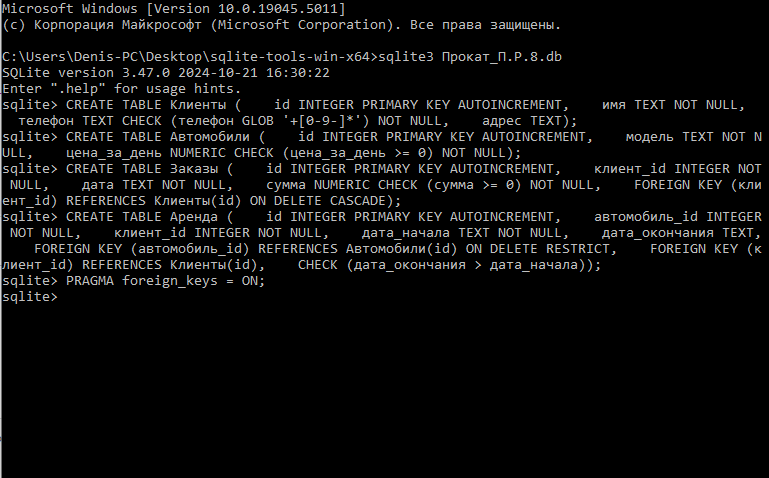 Microsoft Windows [Version 10.0.19045.5011]
(c) Корпорация Майкрософт (Microsoft Corporation). Все права защищены.
C:\Users\Denis-PC\Desktop\sqlite-tools-win-x64>sqlite3 Прокат_П.Р.8.db
SQLite version 3.47.0 2024-10-21 16:30:22
Enter ".help" for usage hints.
sqlite> CREATE TABLE Клиенты (    id INTEGER PRIMARY KEY AUTOINCREMENT,    имя TEXT NOT NULL,
  телефон TEXT CHECK (телефон GLOB '+[0-9-]*') NOT NULL,    адрес TEXT);
sqlite> CREATE TABLE Автомобили (    id INTEGER PRIMARY KEY AUTOINCREMENT,    модель TEXT NOT N
ULL,    цена_за_день NUMERIC CHECK (цена_за_день >= 0) NOT NULL);
sqlite> CREATE TABLE Заказы (    id INTEGER PRIMARY KEY AUTOINCREMENT,    клиент_id INTEGER NOT
 NULL,    дата TEXT NOT NULL,    сумма NUMERIC CHECK (сумма >= 0) NOT NULL,    FOREIGN KEY (кли
ент_id) REFERENCES Клиенты(id) ON DELETE CASCADE);
sqlite> CREATE TABLE Аренда (    id INTEGER PRIMARY KEY AUTOINCREMENT,    автомобиль_id INTEGER
 NOT NULL,    клиент_id INTEGER NOT NULL,    дата_начала TEXT NOT NULL,    дата_окончания TEXT,
    FOREIGN KEY (автомобиль_id) REFERENCES Автомобили(id) ON DELETE RESTRICT,    FOREIGN KEY (к
лиент_id) REFERENCES Клиенты(id),    CHECK (дата_окончания > дата_начала));
sqlite> PRAGMA foreign_keys = ON;
sqlite>